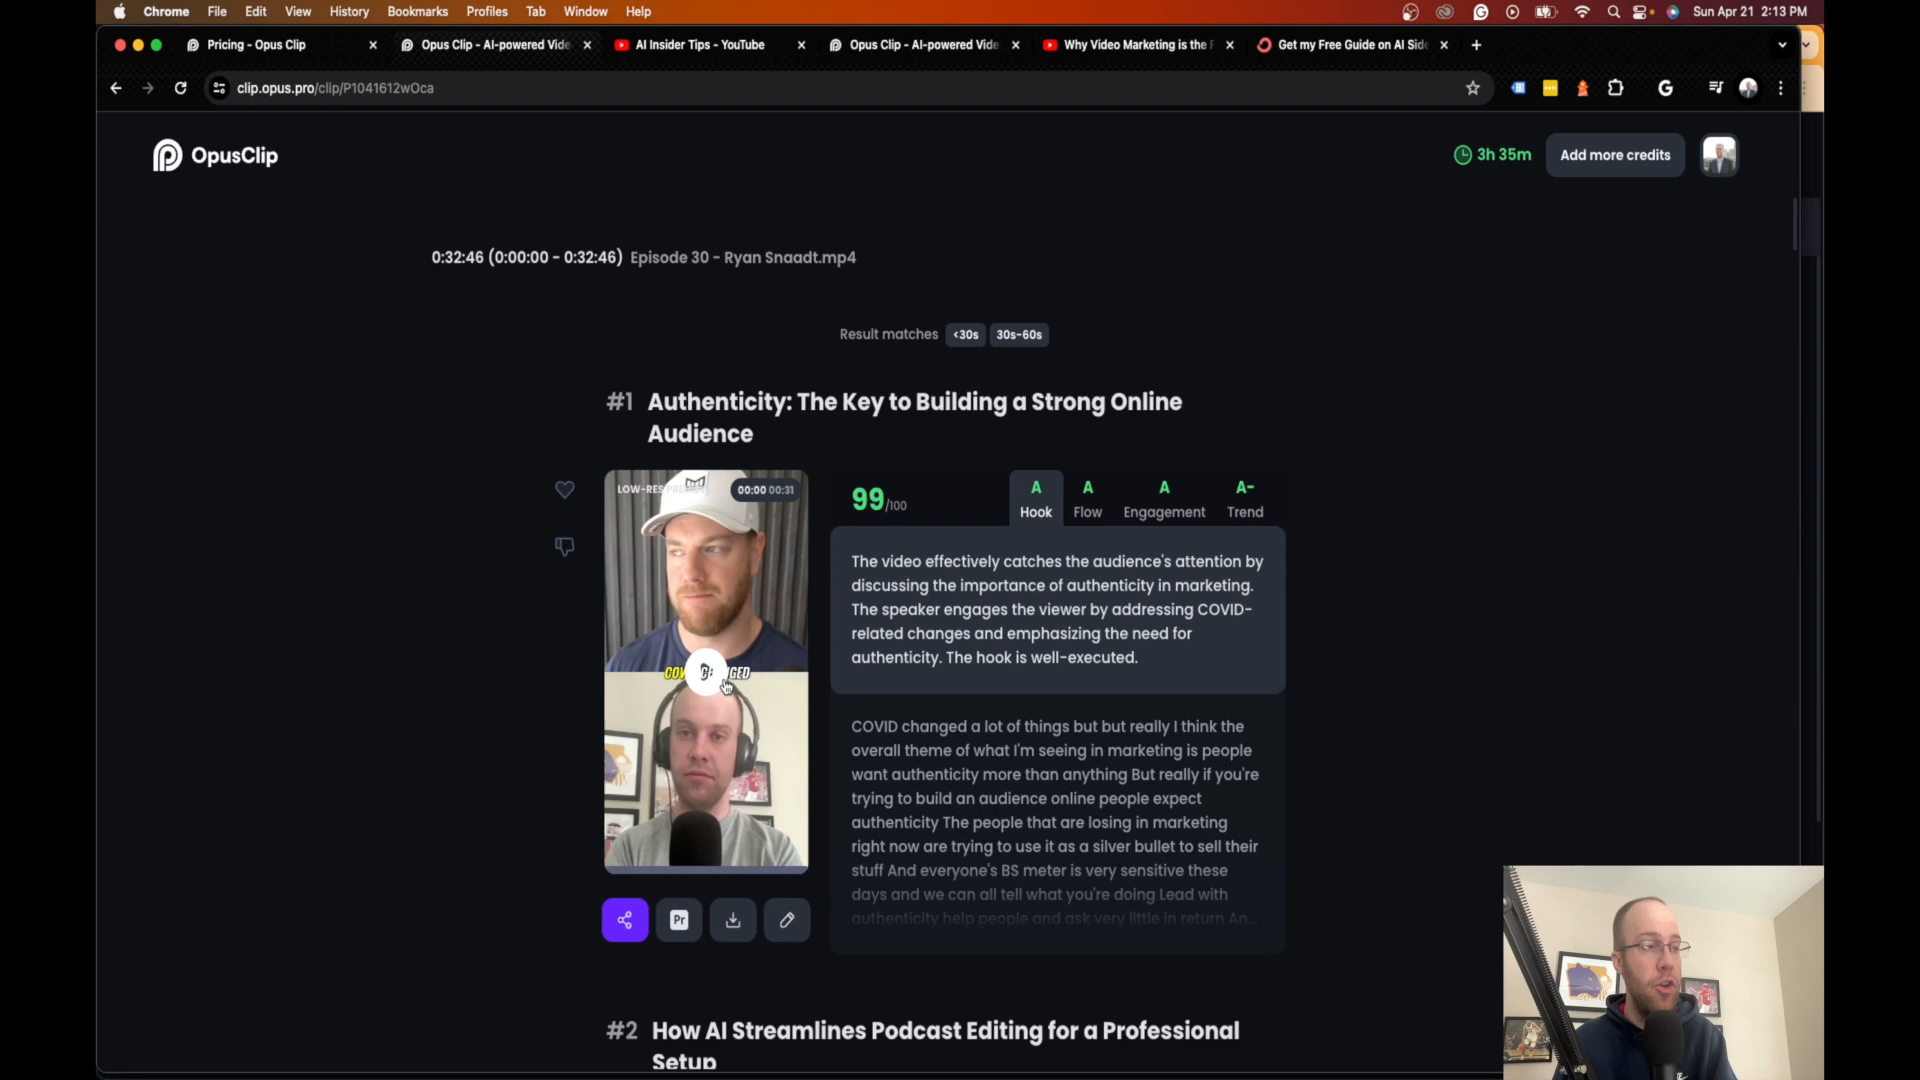 Chrome File Edit View History Bookmarks Profiles Tab Window Help Sun Apr 21 2:13 PM
Pricing - Opus Clip Opus Clip - AI-powered Vide AI Insider Tips - YouTube Opus Clip - AI-powered Vide Why Video Marketing is the F Get my Free Guide on AI Side
clip.opus.pro/clip/P1041612wOca
OpusClip 3h 35m Add more credits
0:32:46 (0:00:00 - 0:32:46) Episode 30 - Ryan Snaadt.mp4
Result matches <30s 30s-60s
#1 Authenticity: The Key to Building a Strong Online
Audience
LOW-RES 00:00 00:31
99/100
A A A A-
Hook Flow Engagement Trend
The video effectively catches the audience's attention by
discussing the importance of authenticity in marketing.
The speaker engages the viewer by addressing COVID-
related changes and emphasizing the need for
authenticity. The hook is well-executed.
COVID changed a lot of things but but really I think the
overall theme of what I'm seeing in marketing is people
want authenticity more than anything But really if you're
trying to build an audience online people expect
authenticity The people that are losing in marketing
right now are trying to use it as a silver bullet to sell their
stuff And everyone's BS meter is very sensitive these
days and we can all tell what you're doing Lead with
authenticity help people and ask very little in return An...
Pr
#2 How AI Streamlines Podcast Editing for a Professional
Setup